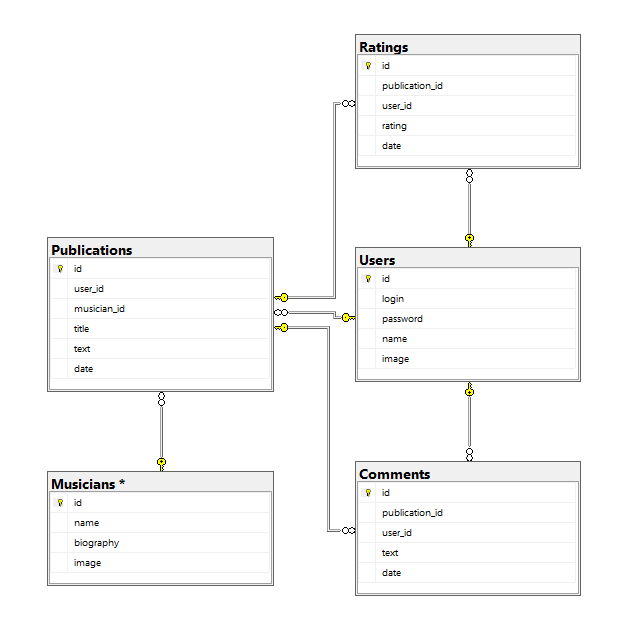 Ratings
id
publication_id
user_id
rating
date
Publications
id
user_id
musician_id
title
text
date
Users
id
login
password
name
image
Musicians *
id
name
biography
image
Comments
id
publication_id
user_id
text
date